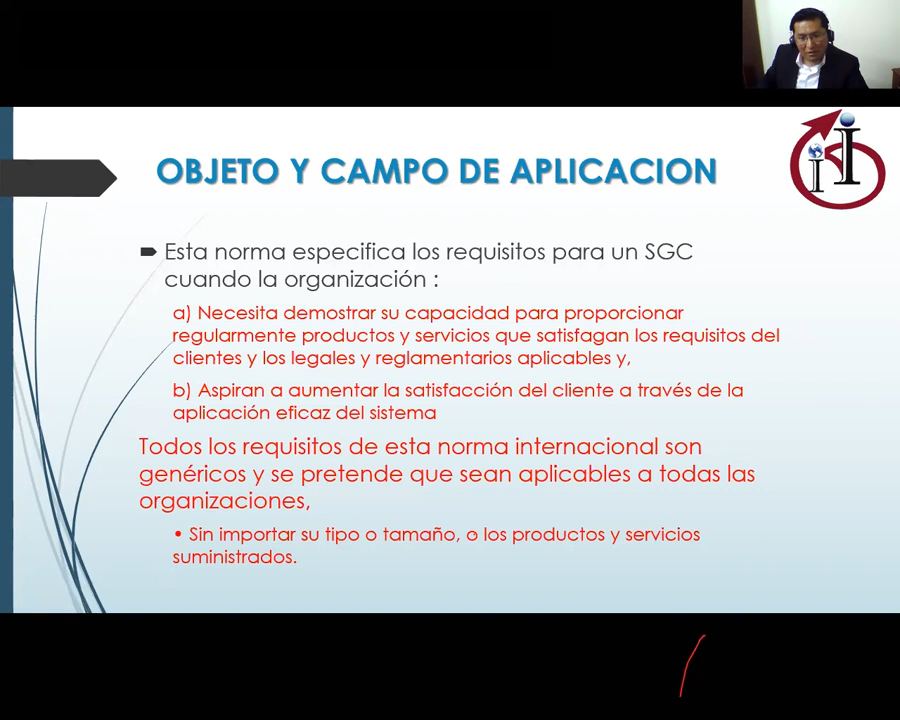 OBJETO Y CAMPO DE APLICACION
Esta norma especifica los requisitos para un SGC
cuando la organización :
a) Necesita demostrar su capacidad para proporcionar
regularmente productos y servicios que satisfagan los requisitos del
clientes y los legales y reglamentarios aplicables y,
b) Aspiran a aumentar la satisfacción del cliente a través de la
aplicación eficaz del sistema
Todos los requisitos de esta norma internacional son
genéricos y se pretende que sean aplicables a todas las
organizaciones,
• Sin importar su tipo o tamaño, o los productos y servicios
suministrados.